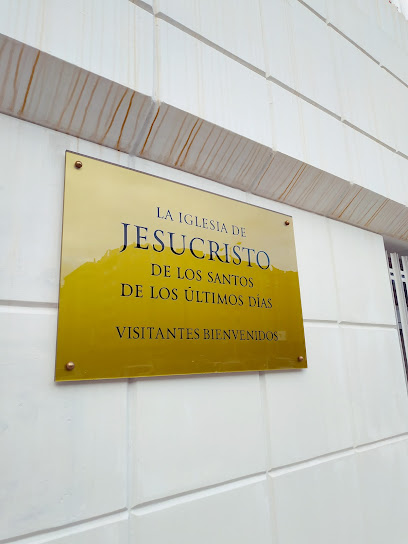 LA IGLESIA DE
JESUCRISTO
DE LOS SANTOS
DE LOS ÚLTIMOS DÍAS
VISITANTES BIENVENIDOS